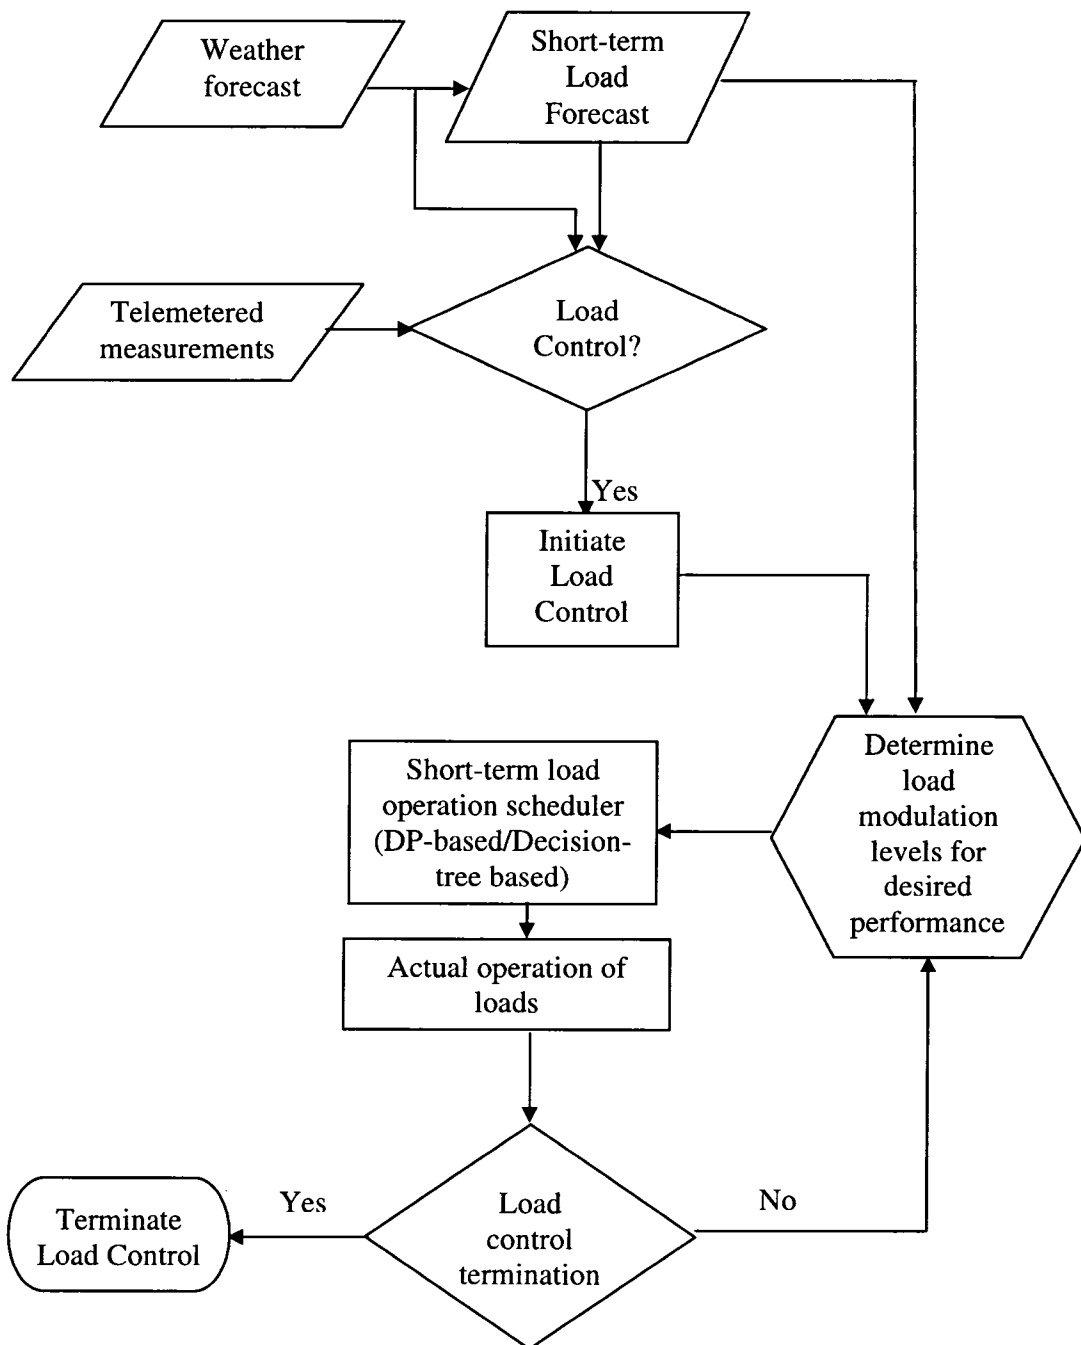 Weather
forecast
Short-term
Load
Forecast
Telemetered
measurements
Load
Control?
Yes
Initiate
Load
Control
Determine
load
modulation
levels for
desired
performance
Short-term load
operation scheduler
(DP-based/Decision-
tree based)
Actual operation of
loads
Load
control
termination
Yes
No
Terminate
Load Control